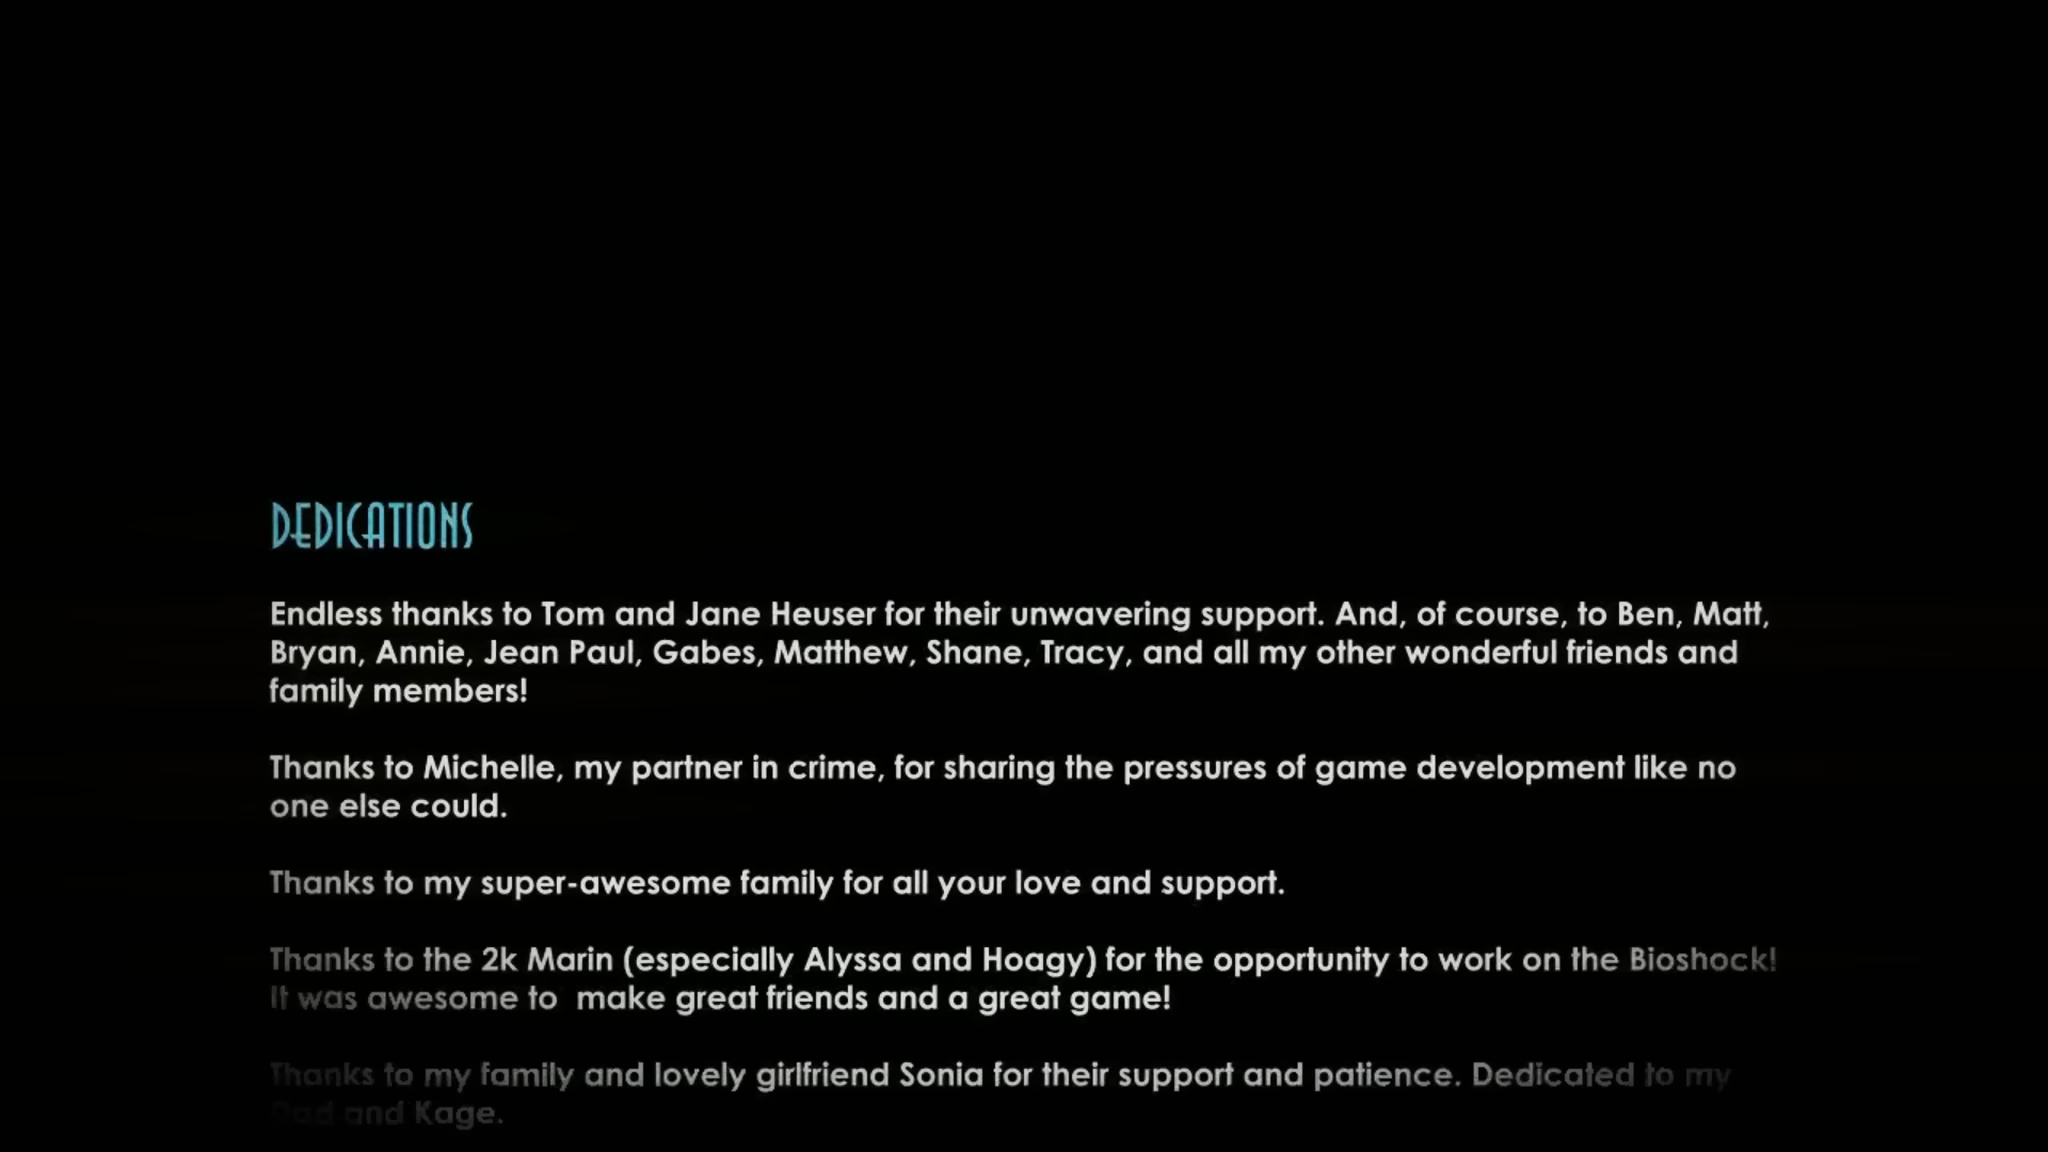 DEDICATIONS
Endless thanks to Tom and Jane Heuser for their unwavering support. And, of course, to Ben, Matt,
Bryan, Annie, Jean Paul, Gabes, Matthew, Shane, Tracy, and all my other wonderful friends and
family members!
Thanks to Michelle, my partner in crime, for sharing the pressures of game development like no
one else could.
Thanks to my super-awesome family for all your love and support.
Thanks to the 2k Marin (especially Alyssa and Hoagy) for the opportunity to work on the Bioshock!
It was awesome to  make great friends and a great game!
Thanks to my family and lovely girlfriend Sonia for their support and patience. Dedicated to my
Dad and Kage.